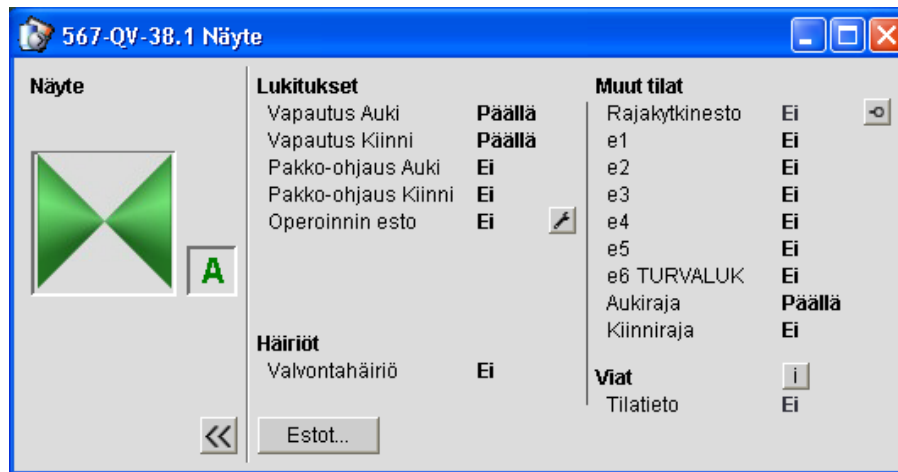 567-QV-38.1 Näyte
Näyte
A
Lukitukset
Vapautus Auki Päällä
Vapautus Kiinni Päällä
Pakko-ohjaus Auki Ei
Pakko-ohjaus Kiinni Ei
Operoinnin esto Ei
Häiriöt
Valvontahäiriö Ei
Estot...
Muut tilat
Rajakytkinesto Ei
e1 Ei
e2 Ei
e3 Ei
e4 Ei
e5 Ei
e6 TURVALUK Ei
Aukiraja Päällä
Kiinniraja Ei
Viat i
Tilatieto Ei